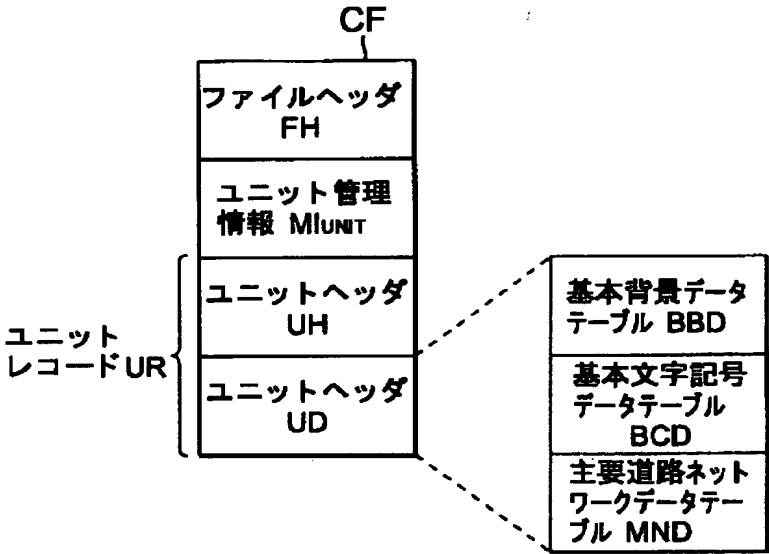 CF
ファイルヘッダ
FH
ユニット管理
情報 MIUNIT
ユニットヘッダ
UH
ユニットヘッダ
UD
ユニット
レコードUR
基本背景データ
テーブル BBD
基本文字記号
データテーブル
BCD
主要道路ネット
ワークデータテー
ブル MND